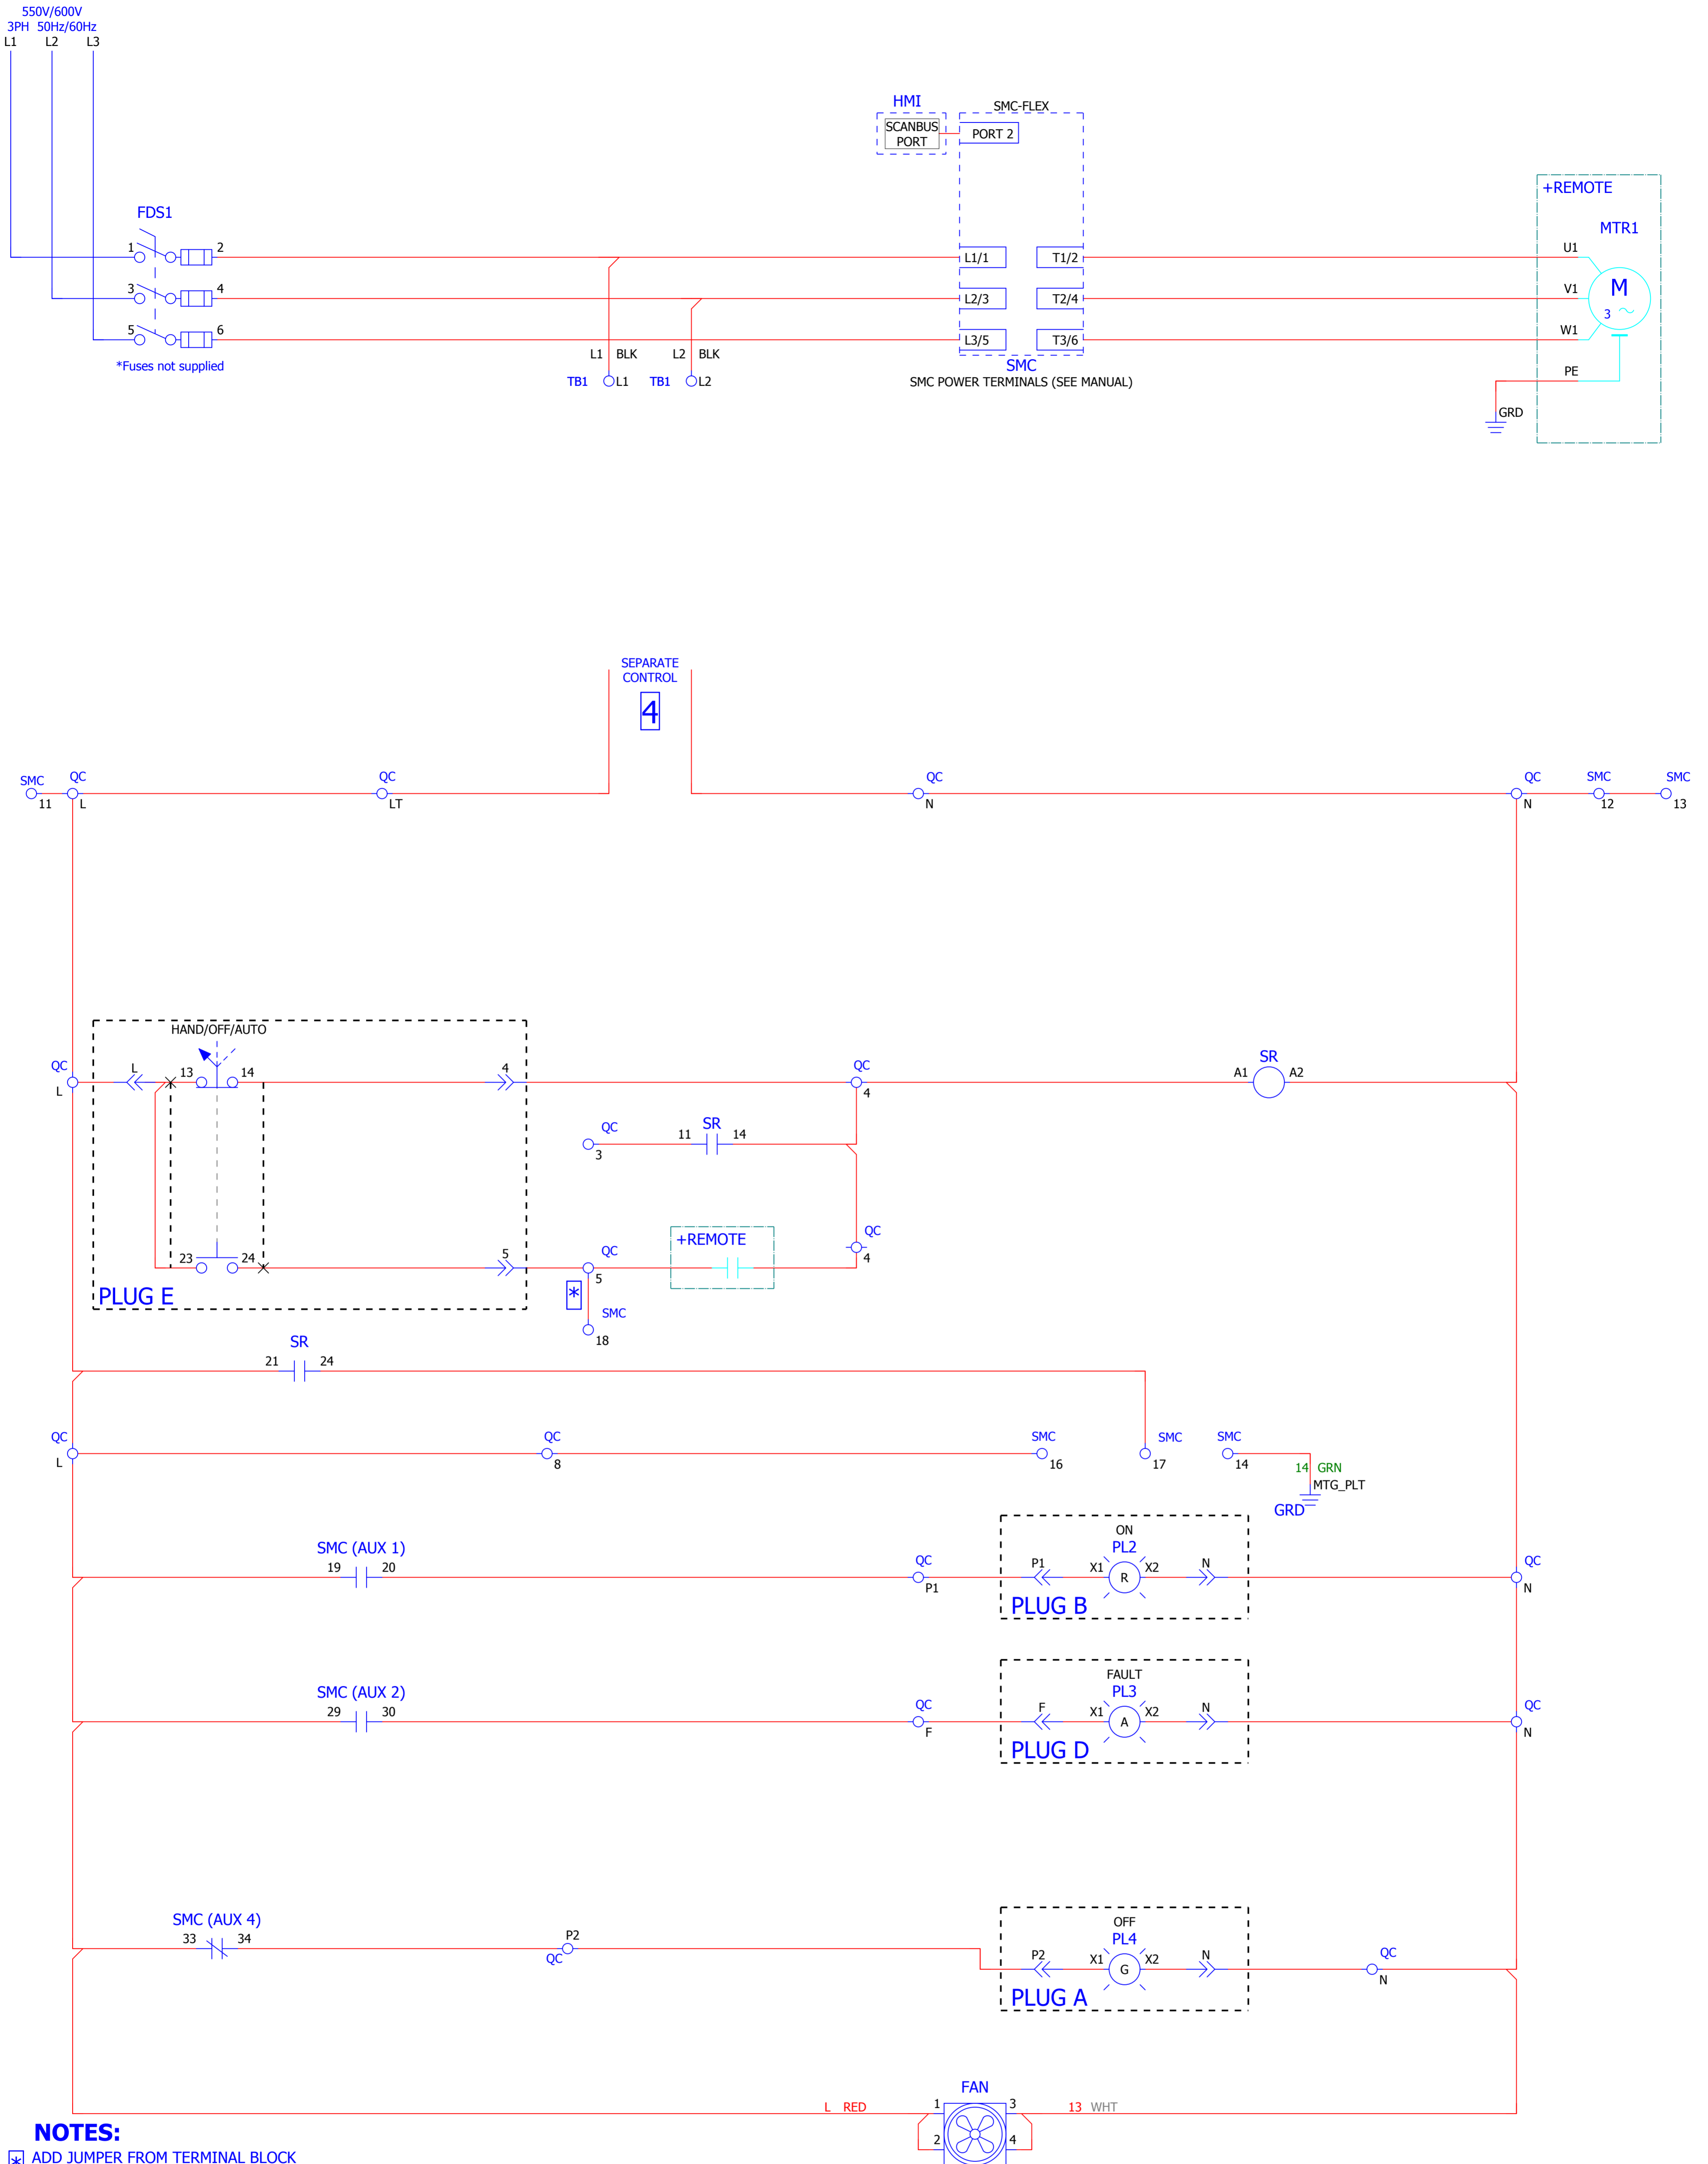 550V/600V
3PH 50Hz/60Hz
L1 L2 L3
HMI
SCANBUS
PORT
SMC-FLEX
PORT 2
+REMOTE
MTR1
FDS1
1 2
3 4
5 6
*Fuses not supplied
L1/1 T1/2
L2/3 T2/4
L3/5 T3/6
U1
V1
W1
PE
M
3
GRD
L1 BLK L2 BLK
TB1 L1 TB1 L2
SMC
SMC POWER TERMINALS (SEE MANUAL)
SEPARATE
CONTROL
4
SMC QC QC QC QC SMC SMC
11 L LT N N 12 13
HAND/OFF/AUTO
QC L 13 14 4 QC SR
L 4 A1 A2
QC 11 SR 14
3
23 24 5 QC +REMOTE QC
5 4
PLUG E
*
SMC
18
SR
21 24
QC QC SMC SMC SMC
L 8 16 17 14
14 GRN
MTG_PLT
GRD
SMC (AUX 1)
19 20
QC
P1
ON
PL2
P1 X1 R X2 N
PLUG B
QC
N
SMC (AUX 2)
29 30
QC
F
FAULT
PL3
F X1 A X2 N
PLUG D
QC
N
SMC (AUX 4)
33 34
P2
QC
OFF
PL4
P2 X1 G X2 N
PLUG A
QC
N
FAN
L RED 1 3 13 WHT
2 4
NOTES:
* ADD JUMPER FROM TERMINAL BLOCK